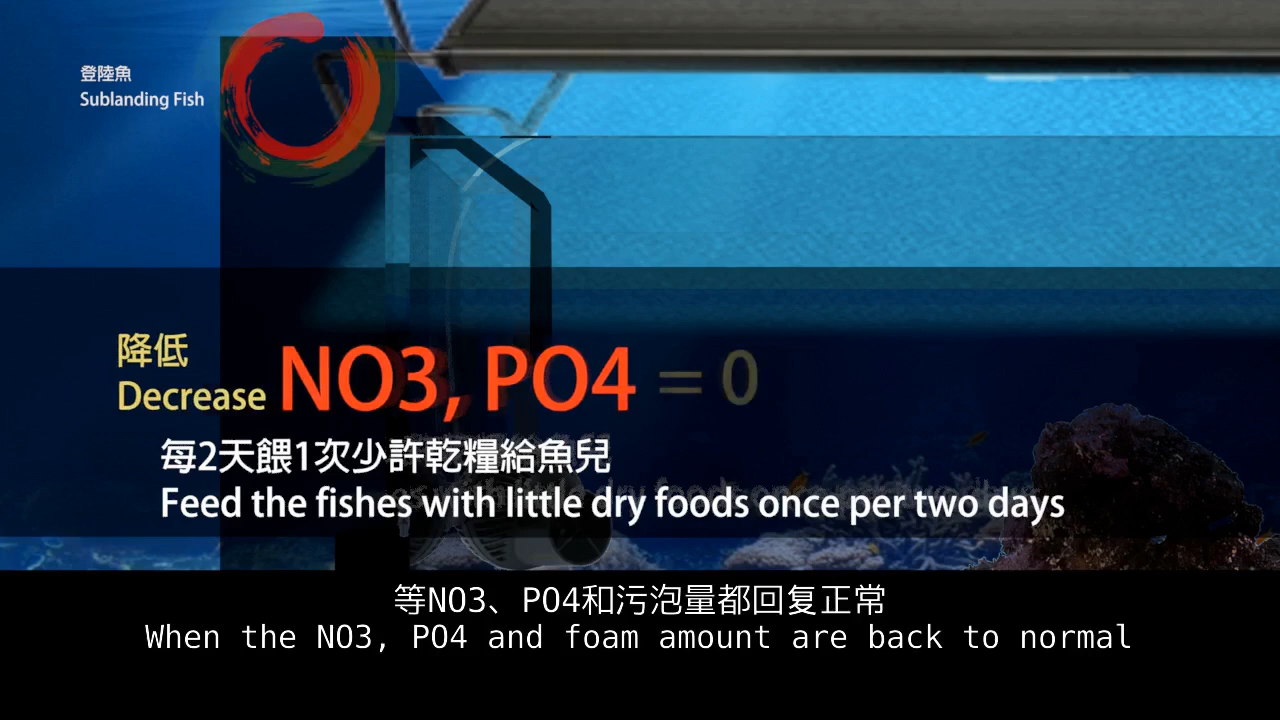 登陸魚
Sublanding Fish
降低
Decrease NO3, PO4 = 0
每2天餵1次少許乾糧給魚兒
Feed the fishes with little dry foods once per two days
等NO3、PO4和污泡量都回复正常
When the NO3, PO4 and foam amount are back to normal